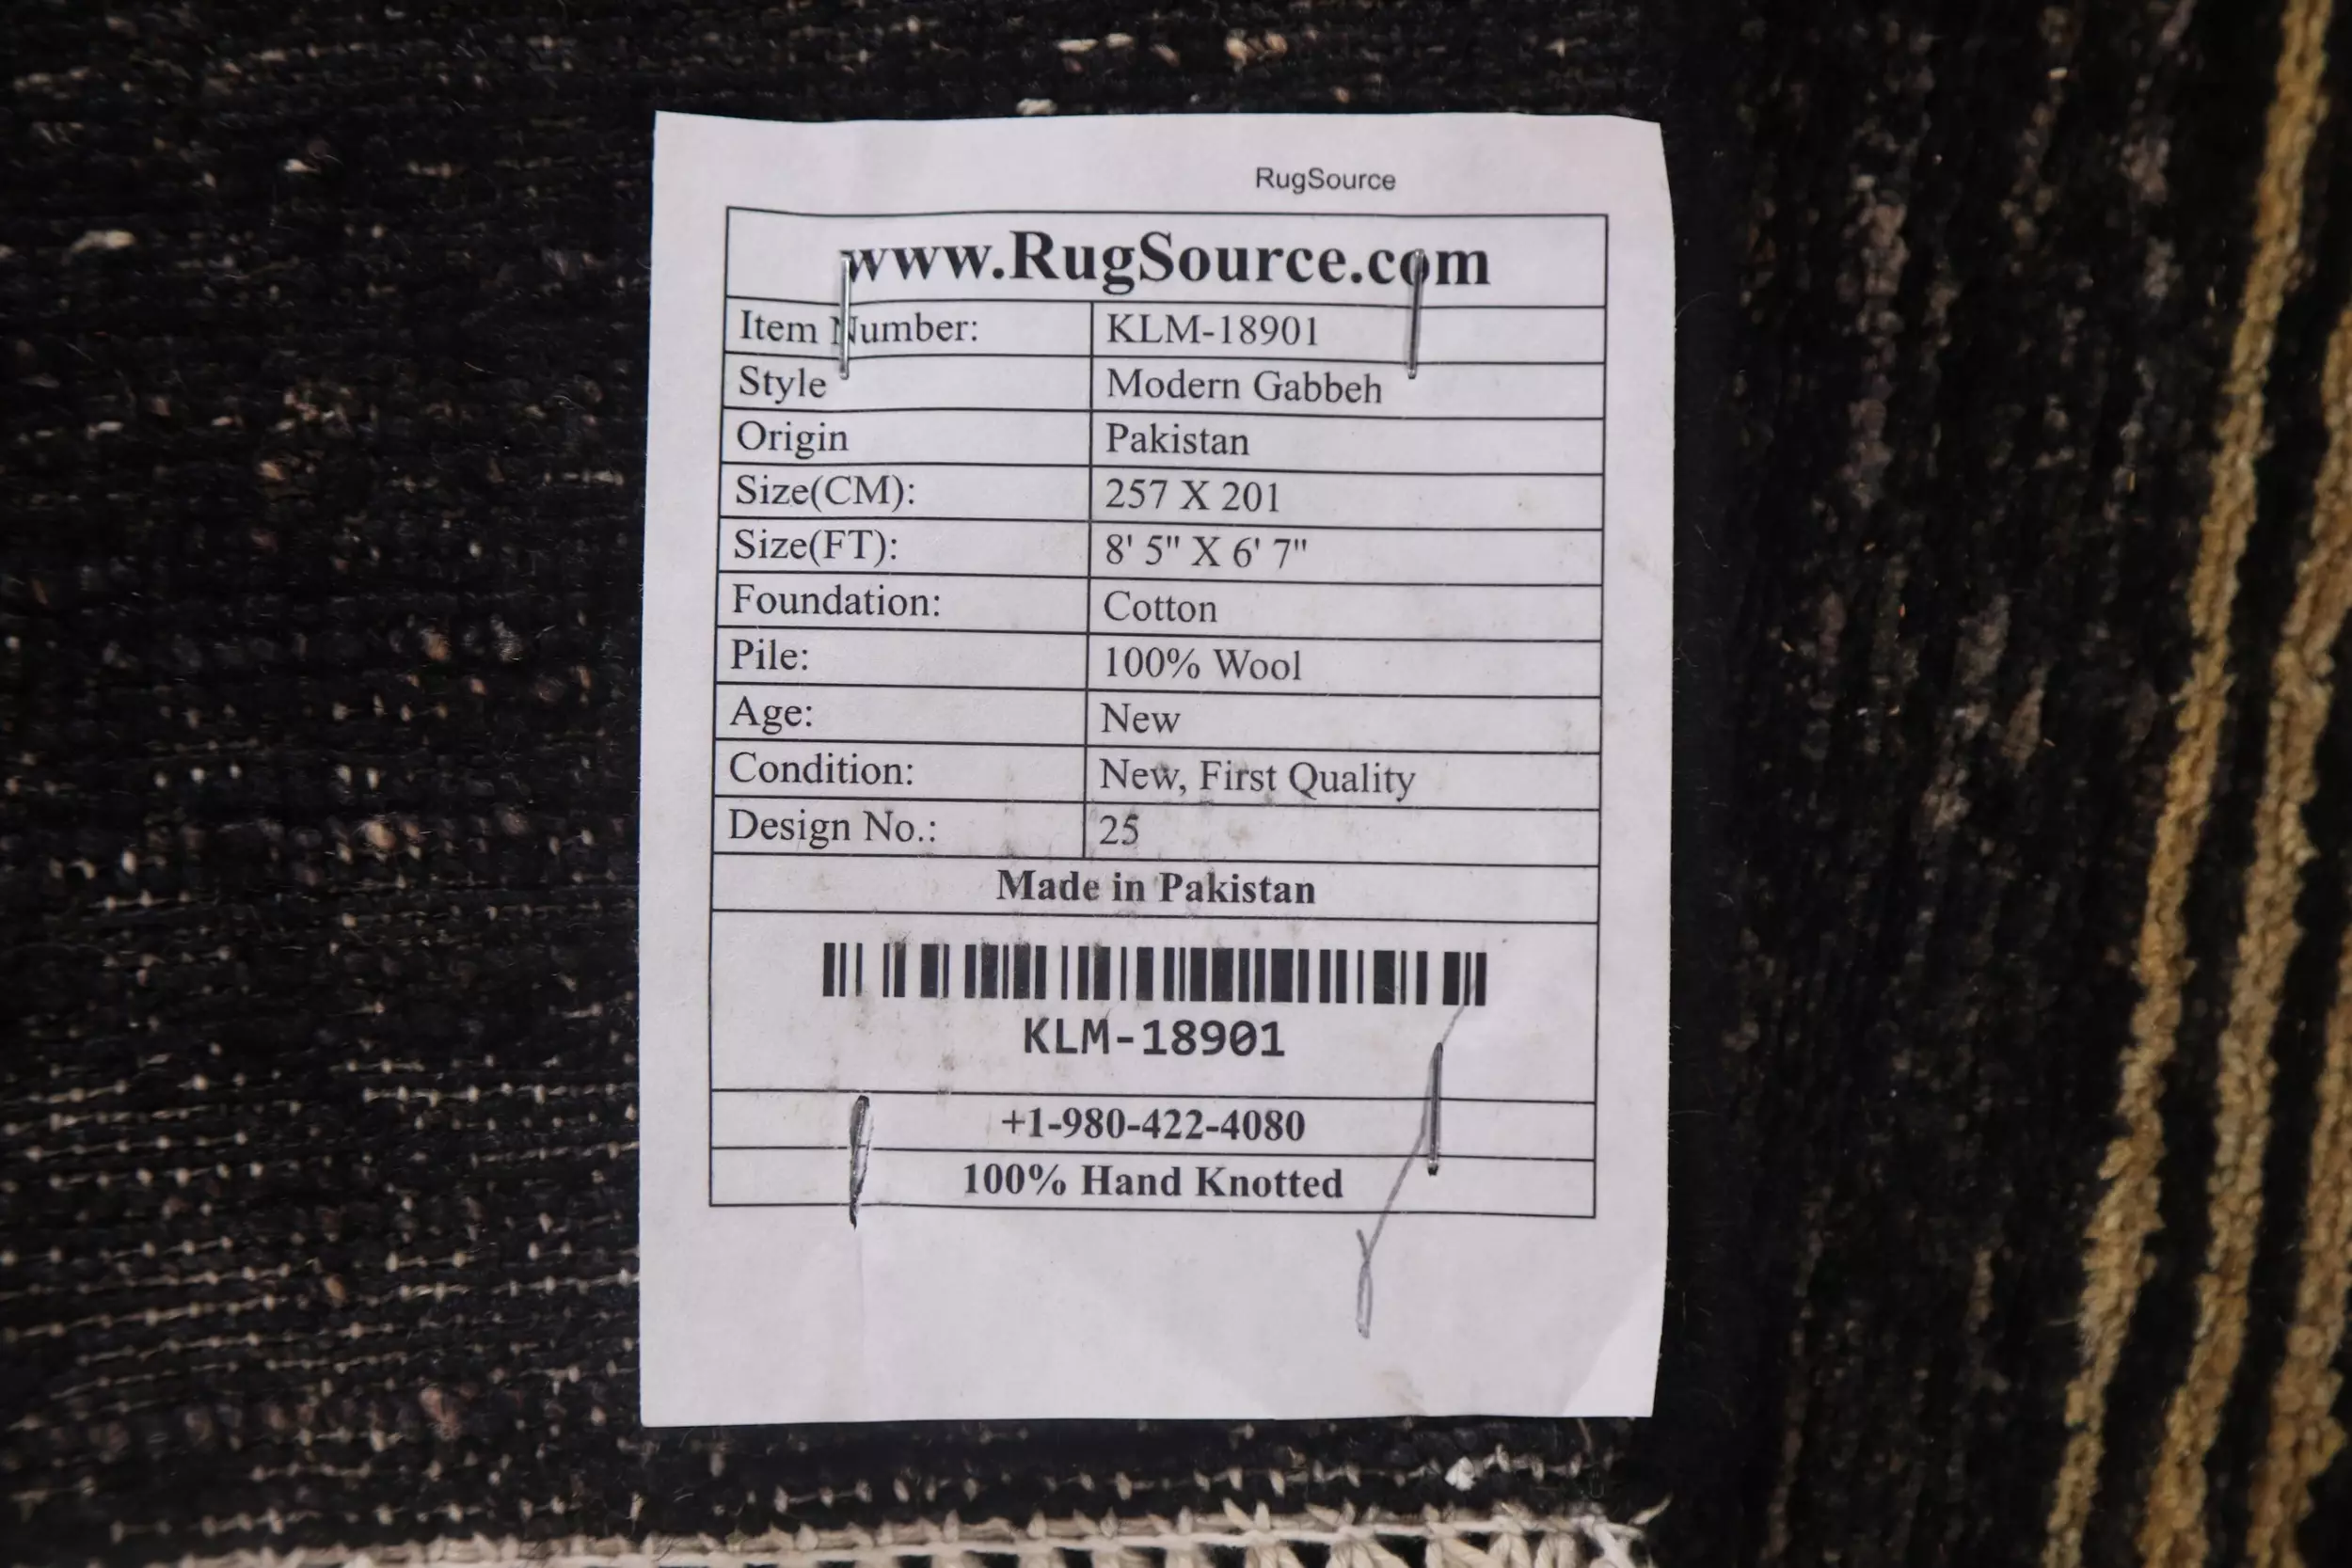 RugSource
www.RugSource.com
Item Number: KLM-18901
Style Modern Gabbeh
Origin Pakistan
Size(CM): 257 X 201
Size(FT): 8' 5" X 6' 7"
Foundation: Cotton
Pile: 100% Wool
Age: New
Condition: New, First Quality
Design No.: 25
Made in Pakistan
KLM-18901
+1-980-422-4080
100% Hand Knotted